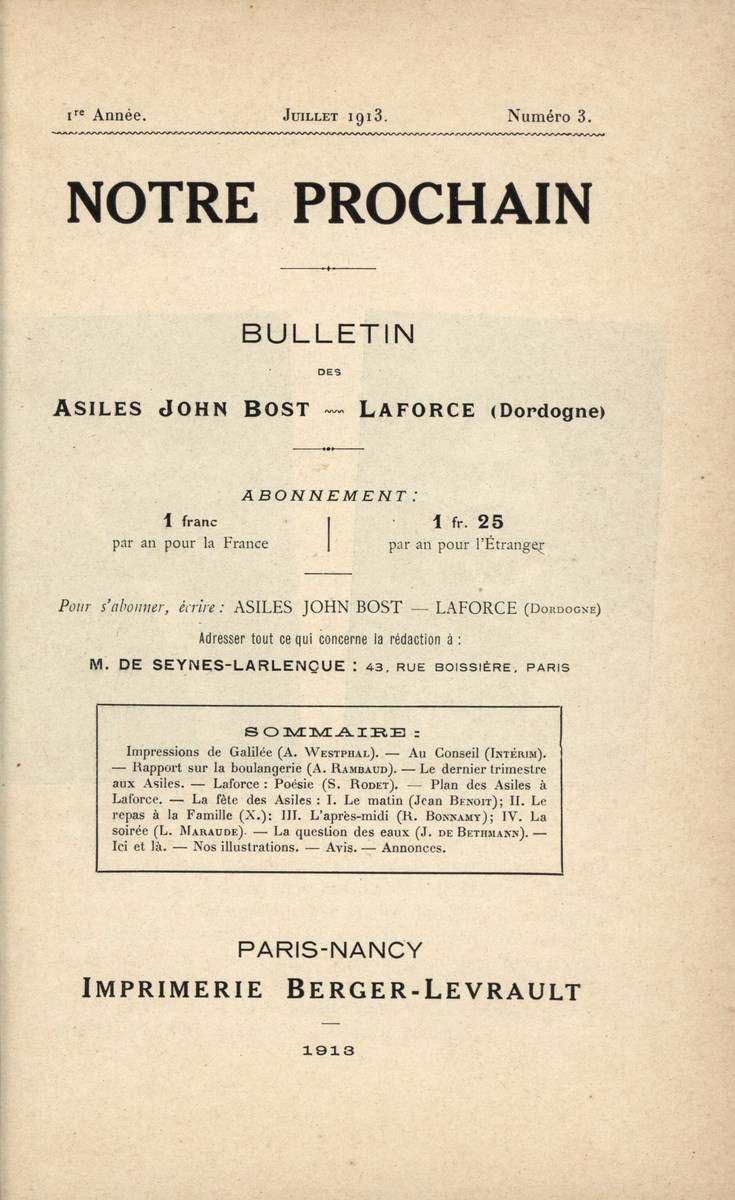 1re Année. Juillet 1913. Numéro 3.
NOTRE PROCHAIN
BULLETIN
DES
ASILES JOHN BOST ~ LAFORCE (Dordogne)
ABONNEMENT:
1 franc
par an pour la France
1 fr. 25
par an pour l'Étranger
Pour s'abonner, écrire: ASILES JOHN BOST — LAFORCE (Dordogne)
Adresser tout ce qui concerne la rédaction à :
M. DE SEYNES-LARLENQUE : 43, RUE BOISSIÈRE, PARIS
SOMMAIRE :
Impressions de Galilée (A. Westphal). — Au Conseil (Intérim).
— Rapport sur la boulangerie (A. Rambaud). — Le dernier trimestre
aux Asiles. — Laforce : Poésie (S. Rodet). — Plan des Asiles à
Laforce. — La fête des Asiles : I. Le matin (Jean Benoit); II. Le
repas à la Famille (X.); III. L'après-midi (R. Bonnamy); IV. La
soirée (L. Maraude). — La question des eaux (J. de Bethmann). —
Ici et là. — Nos illustrations. — Avis. — Annonces.
PARIS-NANCY
IMPRIMERIE BERGER-LEVRAULT
1913